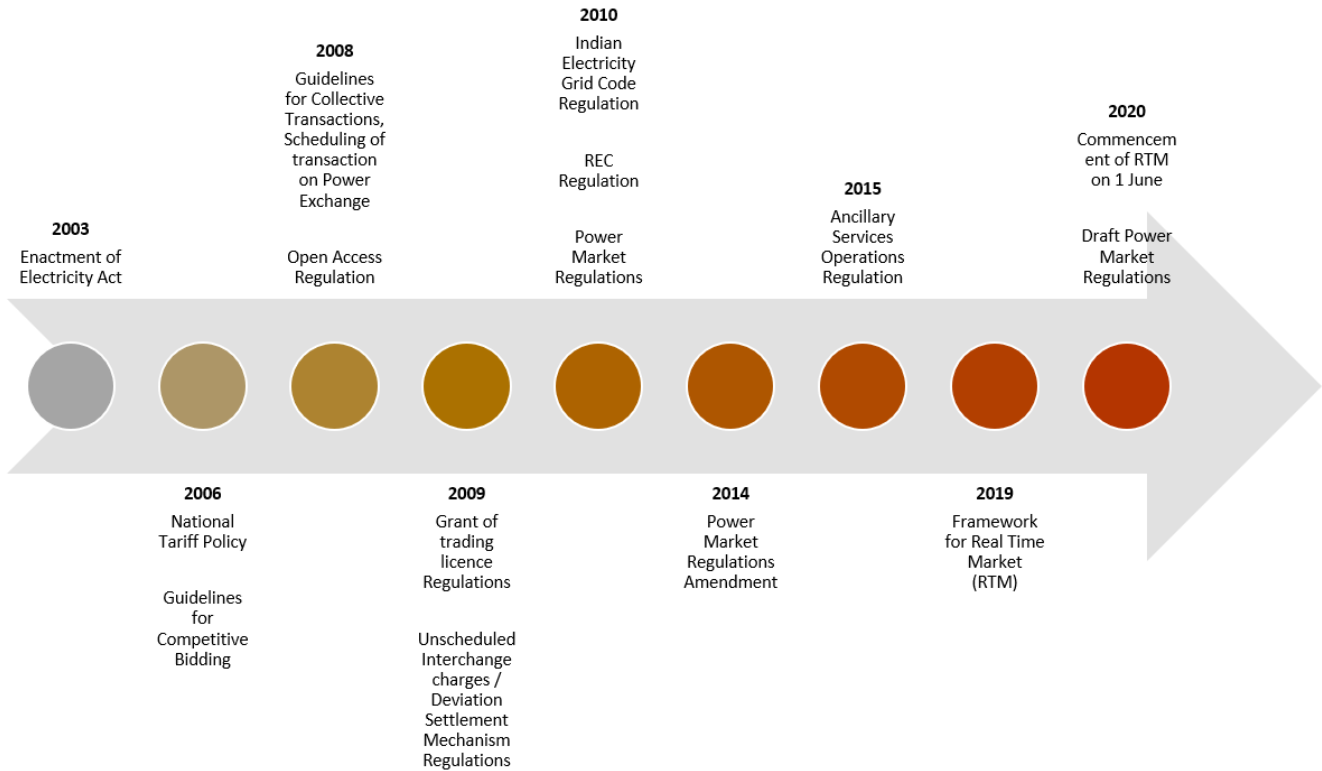 2003
Enactment of
Electricity Act
2006
National
Tariff Policy
Guidelines
for
Competitive
Bidding
2008
Guidelines
for Collective
Transactions,
Scheduling of
transaction
on Power
Exchange
Open Access
Regulation
2009
Grant of
trading
licence
Regulations
Unscheduled
Interchange
charges /
Deviation
Settlement
Mechanism
Regulations
2010
Indian
Electricity
Grid Code
Regulation
REC
Regulation
Power
Market
Regulations
2014
Power
Market
Regulations
Amendment
2015
Ancillary
Services
Operations
Regulation
2019
Framework
for Real Time
Market
(RTM)
2020
Commencem
ent of RTM
on 1 June
Draft Power
Market
Regulations